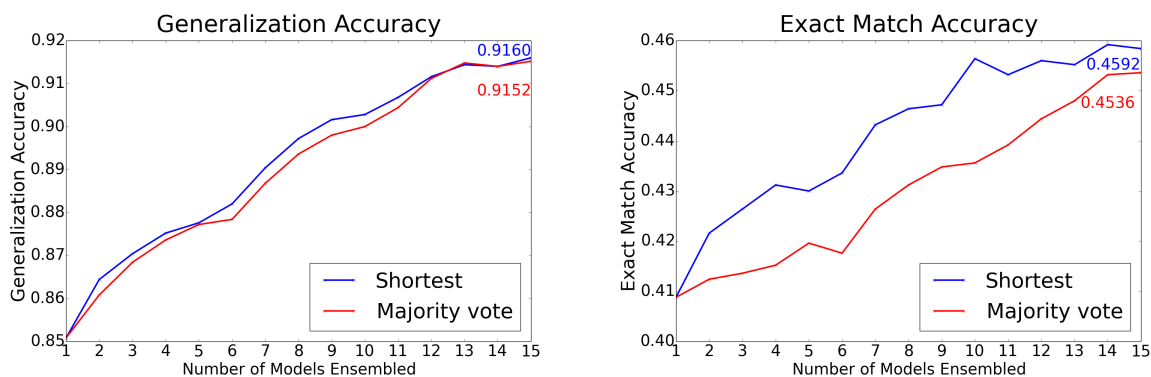 Generalization Accuracy
0.92
0.91
0.90
0.89
0.88
0.87
0.86
0.85
Generalization Accuracy
0.9160
0.9152
Shortest
Majority vote
1 2 3 4 5 6 7 8 9 10 11 12 13 14 15
Number of Models Ensembled
Exact Match Accuracy
0.46
0.45
0.44
0.43
0.42
0.41
0.40
Exact Match Accuracy
0.4592
0.4536
Shortest
Majority vote
1 2 3 4 5 6 7 8 9 10 11 12 13 14 15
Number of Models Ensembled